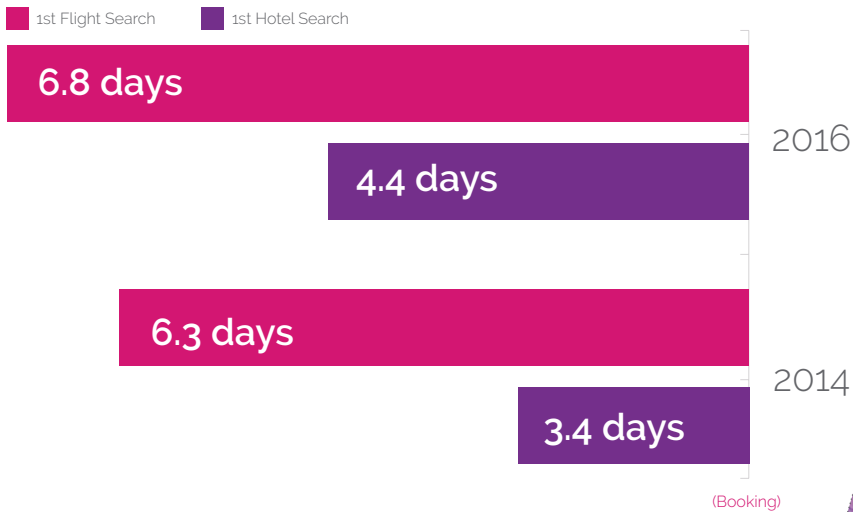 1st Flight Search
1st Hotel Search
6.8 days
2016
4.4 days
6.3 days
2014
3.4 days
(Booking)